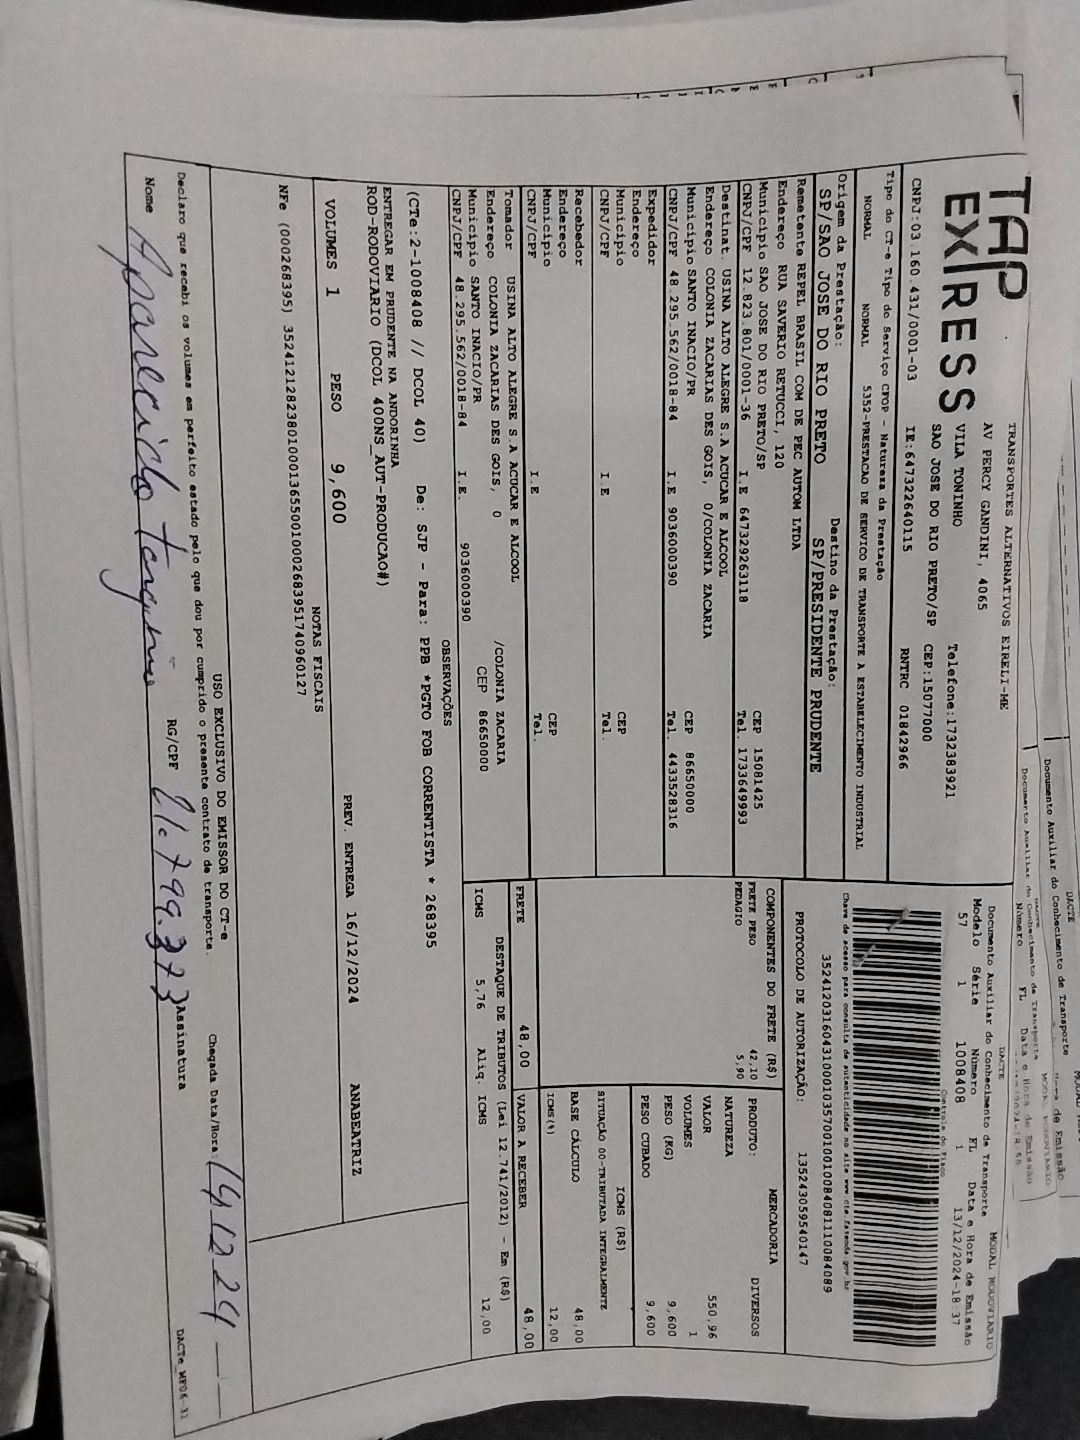 TAP
EXPRESS
TRANSPORTES ALTERNATIVOS EIRELI-ME
AV PERCY GANDINI, 4065
VILA TONINHO
SAO JOSE DO RIO PRETO/SP CEP:15077000
Telefone:1732383921
CNPJ:03.160.431/0001-03 IE:647322640115 RNTRC 01842966
DACTE
Documento Auxiliar do Conhecimento de Transporte MODAL RODOVIARIO
Modelo Série Número FL Data e Hora de Emissão
57 1 1008408 1 13/12/2024-18:37
Controle do Fisco
Chave de acesso para consulta de autenticidade no site www.cte.fazenda.gov.br
35241203160431000103570010010084081110084089
PROTOCOLO DE AUTORIZAÇÃO: 135243059540147
Tipo do CT-e Tipo do Serviço CFOP - Natureza da Prestação
NORMAL NORMAL 5352-PRESTACAO DE SERVICO DE TRANSPORTE A ESTABELECIMENTO INDUSTRIAL
Origem da Prestação: Destino da Prestação:
SP/SAO JOSE DO RIO PRETO SP/PRESIDENTE PRUDENTE
Remetente REPEL BRASIL COM DE PEC AUTOM LTDA
Endereço RUA SAVERIO RETUCCI, 120
Municipio SAO JOSE DO RIO PRETO/SP CEP 15081425
CNPJ/CPF 12.823.801/0001-36 I.E 647329263118 Tel. 1733649993
Destinat. USINA ALTO ALEGRE S.A ACUCAR E ALCOOL
Endereço COLONIA ZACARIAS DES GOIS, 0/COLONIA ZACARIA
Municipio SANTO INACIO/PR CEP 86650000
CNPJ/CPF 48.295.562/0018-84 I.E 9036000390 Tel. 4433528316
Expedidor
Endereço
Municipio CEP
CNPJ/CPF I.E Tel.
Recebedor
Endereço
Municipio CEP
CNPJ/CPF I.E Tel.
Tomador USINA ALTO ALEGRE S.A ACUCAR E ALCOOL
Endereço COLONIA ZACARIAS DES GOIS, 0 /COLONIA ZACARIA
Municipio SANTO INACIO/PR CEP 86650000
CNPJ/CPF 48.295.562/0018-84 I.E. 9036000390
COMPONENTES DO FRETE (R$)
FRETE PESO 42,10
PEDAGIO 5,90
MERCADORIA
PRODUTO: DIVERSOS
NATUREZA
VALOR 550,96
VOLUMES 1
PESO (KG) 9,600
PESO CUBADO 9,600
ICMS (R$)
SITUAÇÃO 00-TRIBUTADA INTEGRALMENTE
BASE CÁLCULO 48,00
ICMS(%) 12,00
FRETE 48,00 VALOR A RECEBER 48,00
DESTAQUE DE TRIBUTOS (Lei 12.741/2012) - Em (R$)
ICMS 5,76 Aliq. ICMS 12,00
OBSERVAÇÕES
(CTe:2-1008408 // DCOL 40) De: SJP - Para: PPB *PGTO FOB CORRENTISTA * 268395
ENTREGAR EM PRUDENTE NA ANDORINHA
ROD-RODOVIARIO (DCOL 400NS_AUT-PRODUCAO#)
VOLUMES 1 PESO 9,600 PREV. ENTREGA 16/12/2024 ANABEATRIZ
NOTAS FISCAIS
NFe (000268395) 35241212823801000136550010002683951740960127
USO EXCLUSIVO DO EMISSOR DO CT-e
Declaro que recebi os volumes em perfeito estado pelo que dou por cumprido o presente contrato de transporte. Chegada Data/Hora: 14 12 24
Nome Aparecido RG/CPF 11.799.373 Assinatura
DACTe_MF06-31
DACTE
Documento Auxiliar do Conhecimento de Transporte